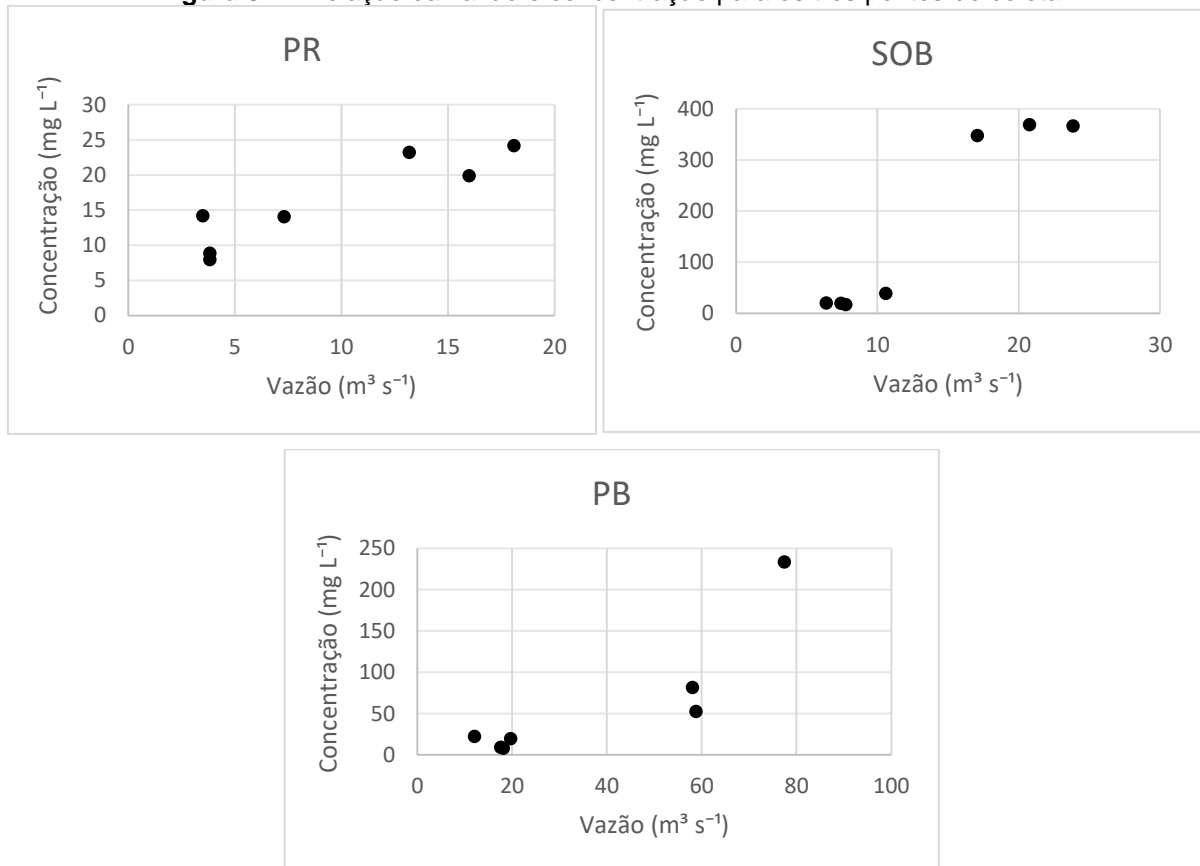 PR
Concentração (mg L⁻¹)
30
25
20
15
10
5
0
0 5 10 15 20
Vazão (m³ s⁻¹)
SOB
Concentração (mg L⁻¹)
400
300
200
100
0
0 10 20 30
Vazão (m³ s⁻¹)
PB
Concentração (mg L⁻¹)
250
200
150
100
50
0
0 20 40 60 80 100
Vazão (m³ s⁻¹)